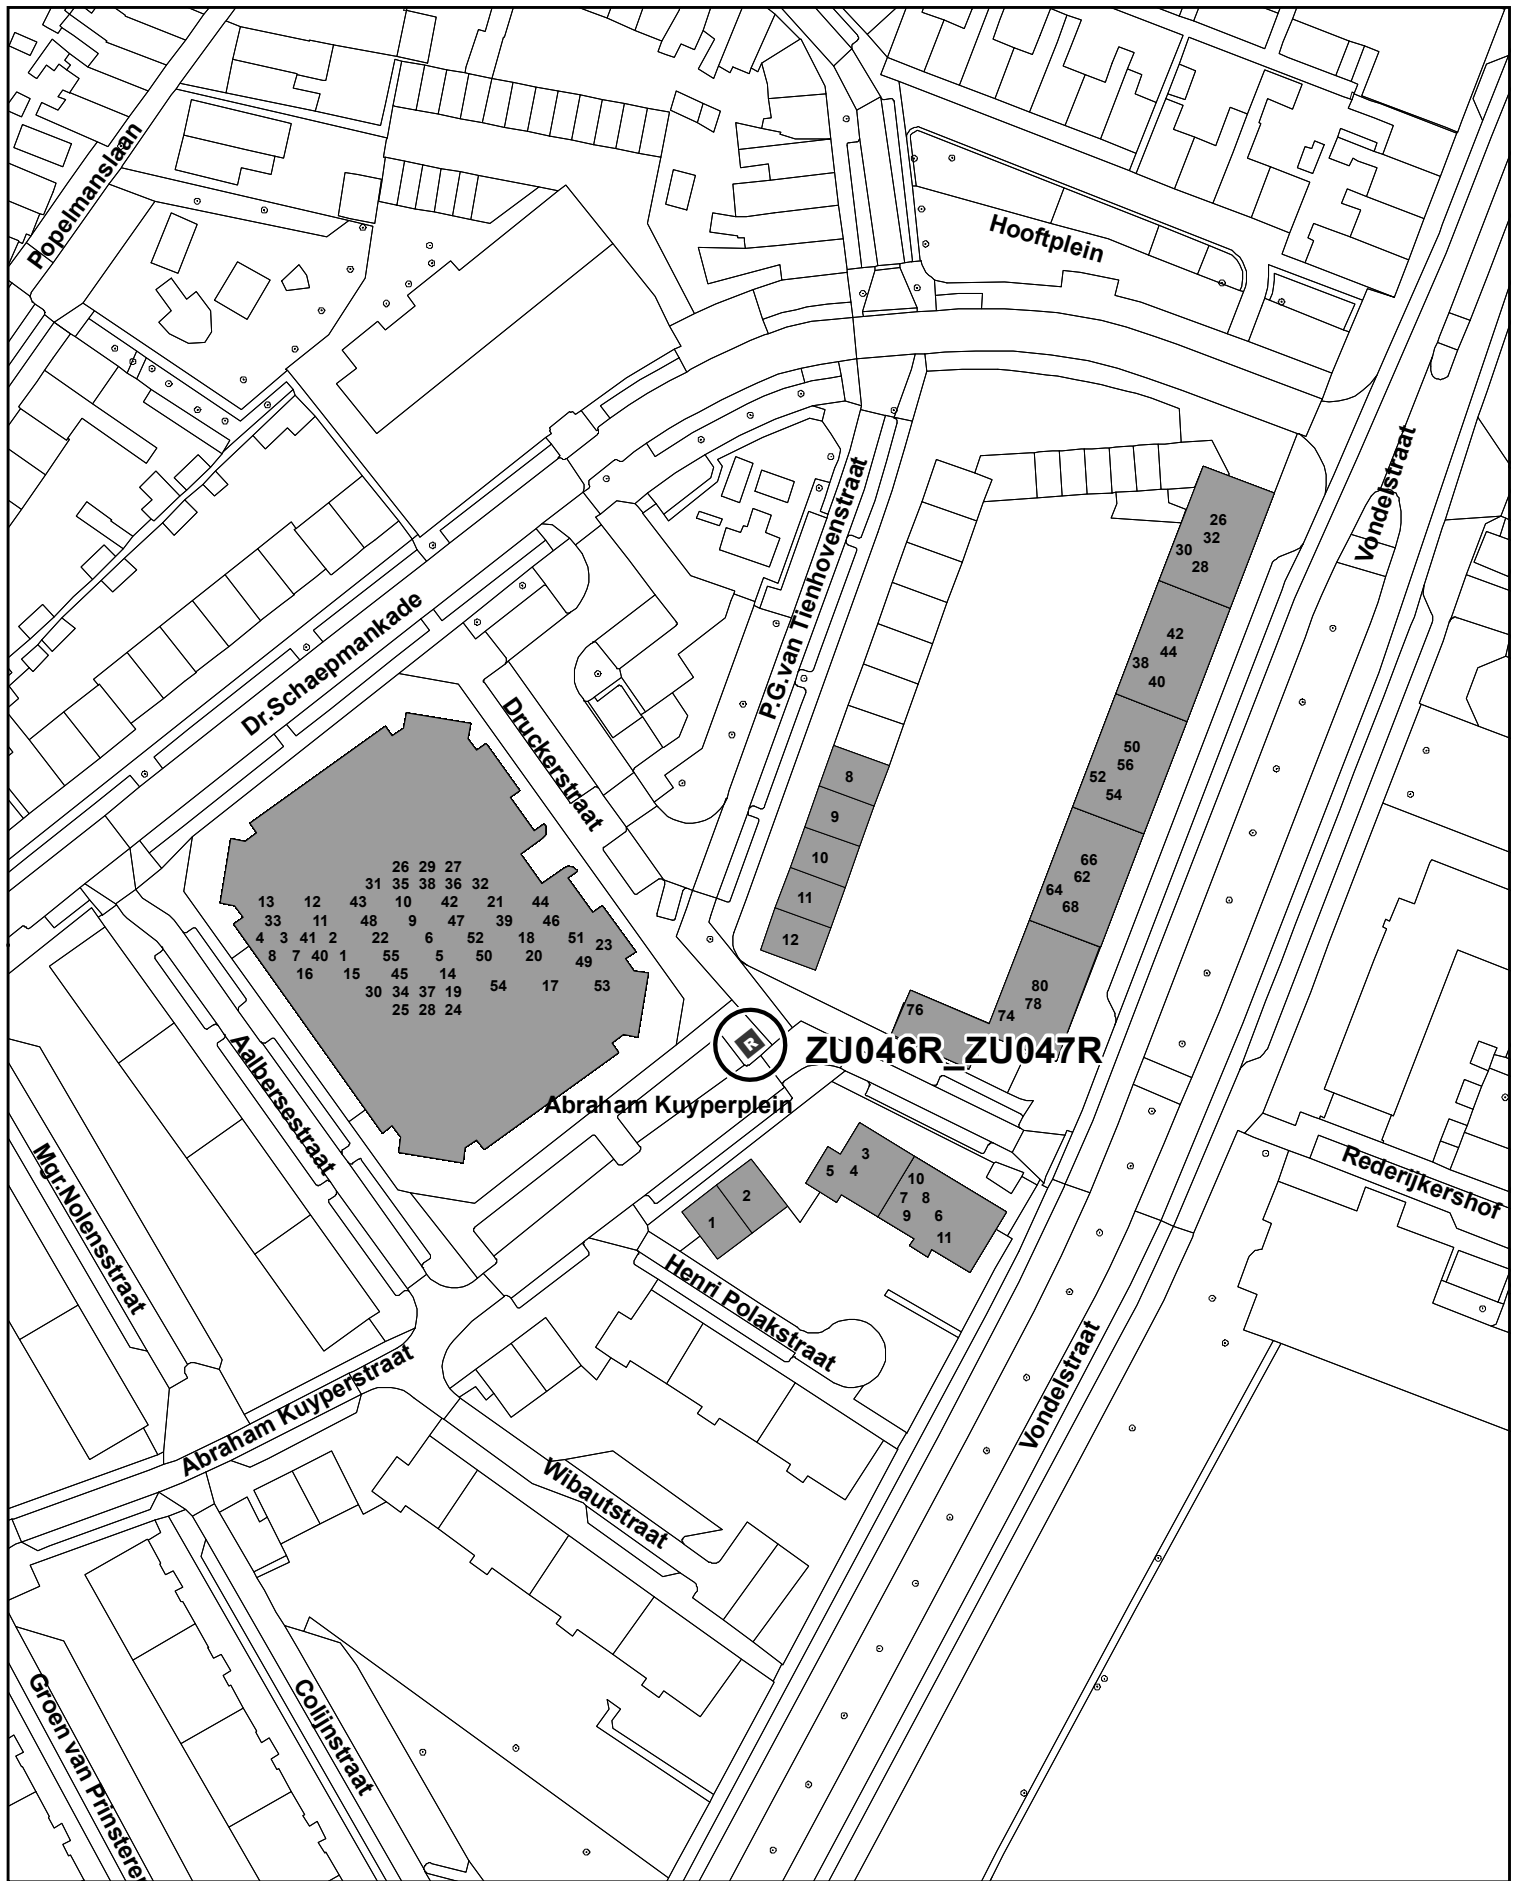 Popelmanslaan
Hooftplein
Vondelstraat
P.G.van Tienhovenstraat
Dr.Schaepmankade
Druckerstraat
26
32
30
28
42
44
38
40
50
56
52
54
66
62
64
68
80
78
74
76
8
9
10
11
12
26 29 27
31 35 38 36 32
13 12 43 10 42 21 44
33 11 48 9 47 39 46
4 3 41 2 22 6 52 18 51 23
8 7 40 1 55 5 50 20 49
16 15 45 14
30 34 37 19 54 17 53
25 28 24
R
ZU046R_ZU047R
Abraham Kuyperplein
Aalbersestraat
Mgr.Nolensstraat
3
5 4
10
7 8
9 6
11
2
1
Rederijkershof
Henri Polakstraat
Vondelstraat
Abraham Kuyperstraat
Wibautstraat
Colijnstraat
Groen van Prinsterer